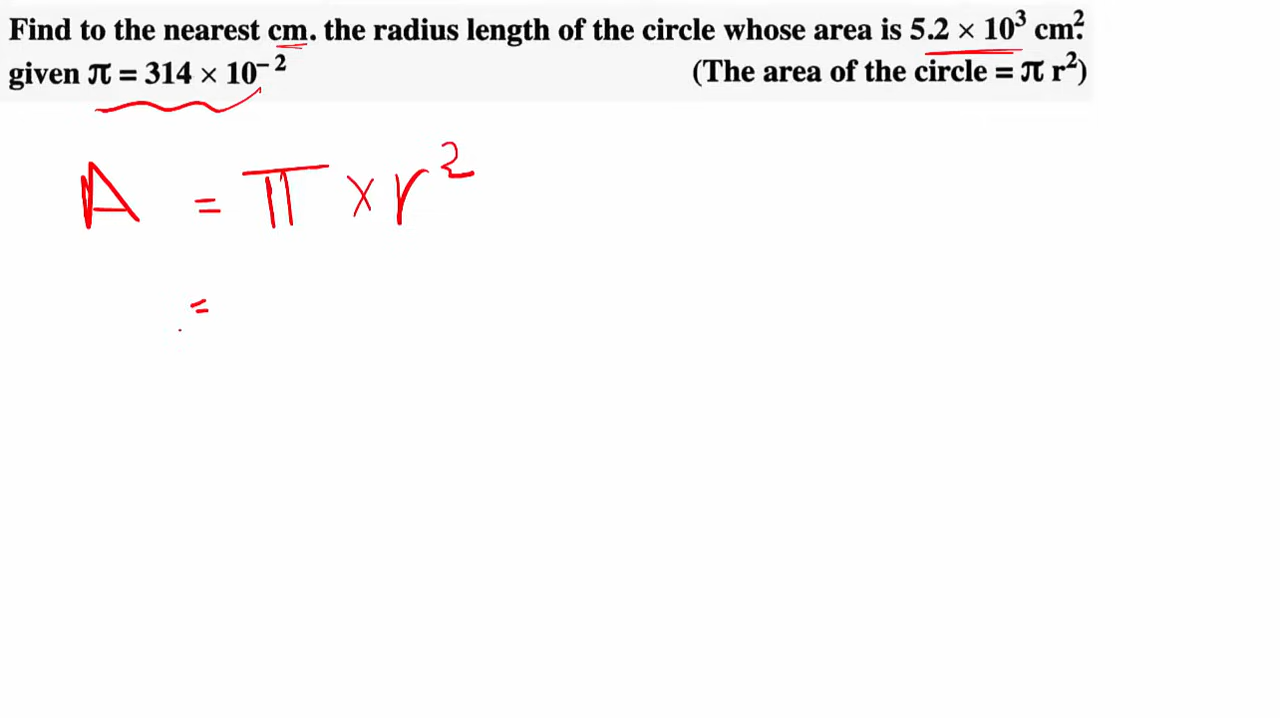 Find to the nearest cm. the radius length of the circle whose area is 5.2 × 10³ cm².
given π = 314 × 10⁻² (The area of the circle = π r²)
A = π × r²
=